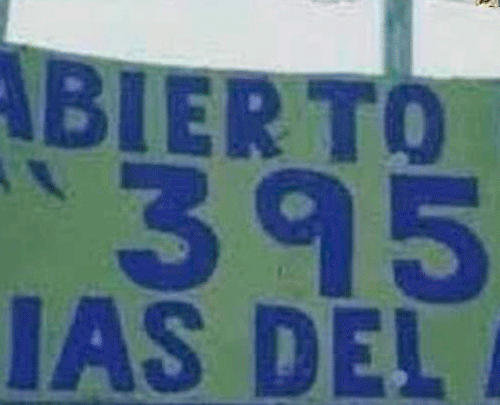 ABIERTO
" 395
IAS DEL